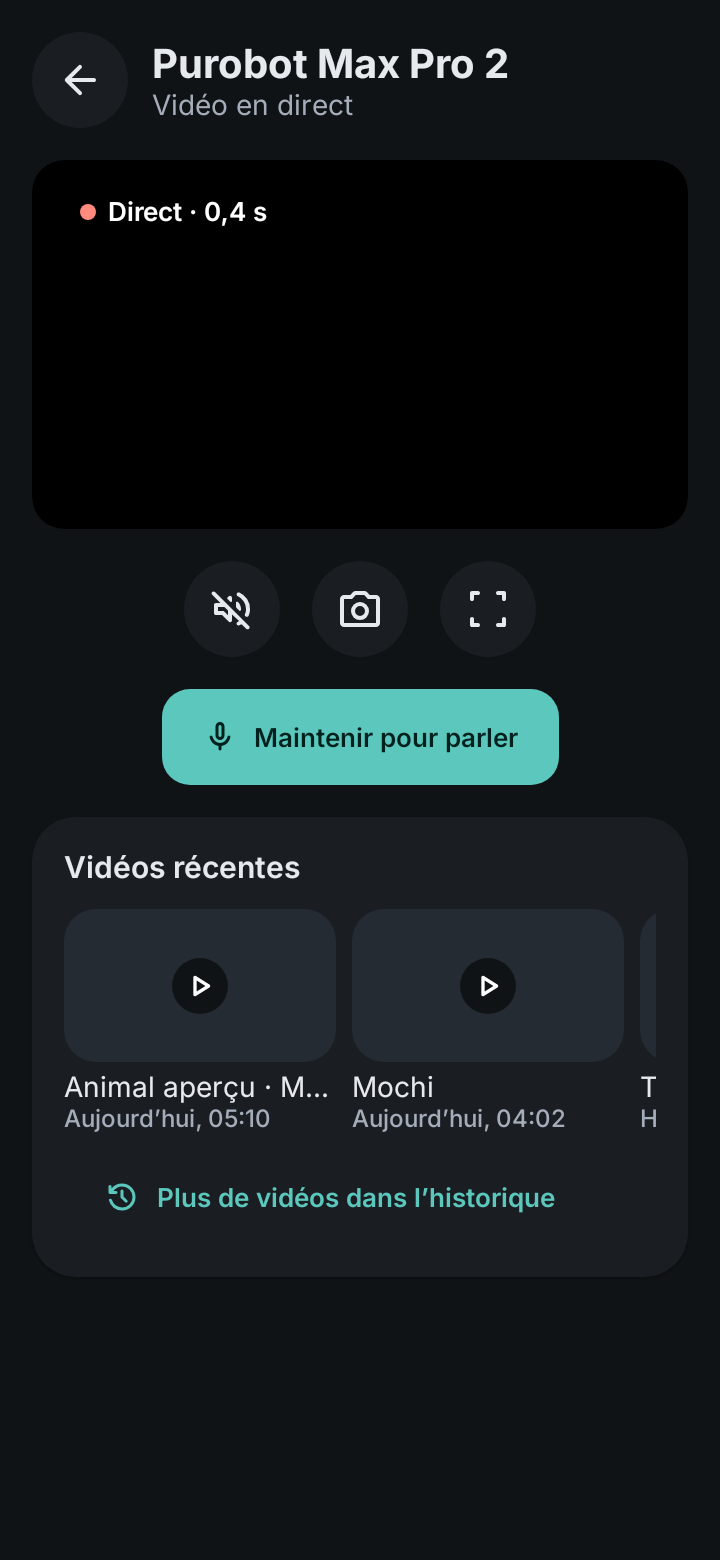 Purobot Max Pro 2
Vidéo en direct
Direct · 0,4 s
Maintenir pour parler
Vidéos récentes
Animal aperçu · M...
Aujourd’hui, 05:10
Mochi
Aujourd’hui, 04:02
T
H
Plus de vidéos dans l’historique